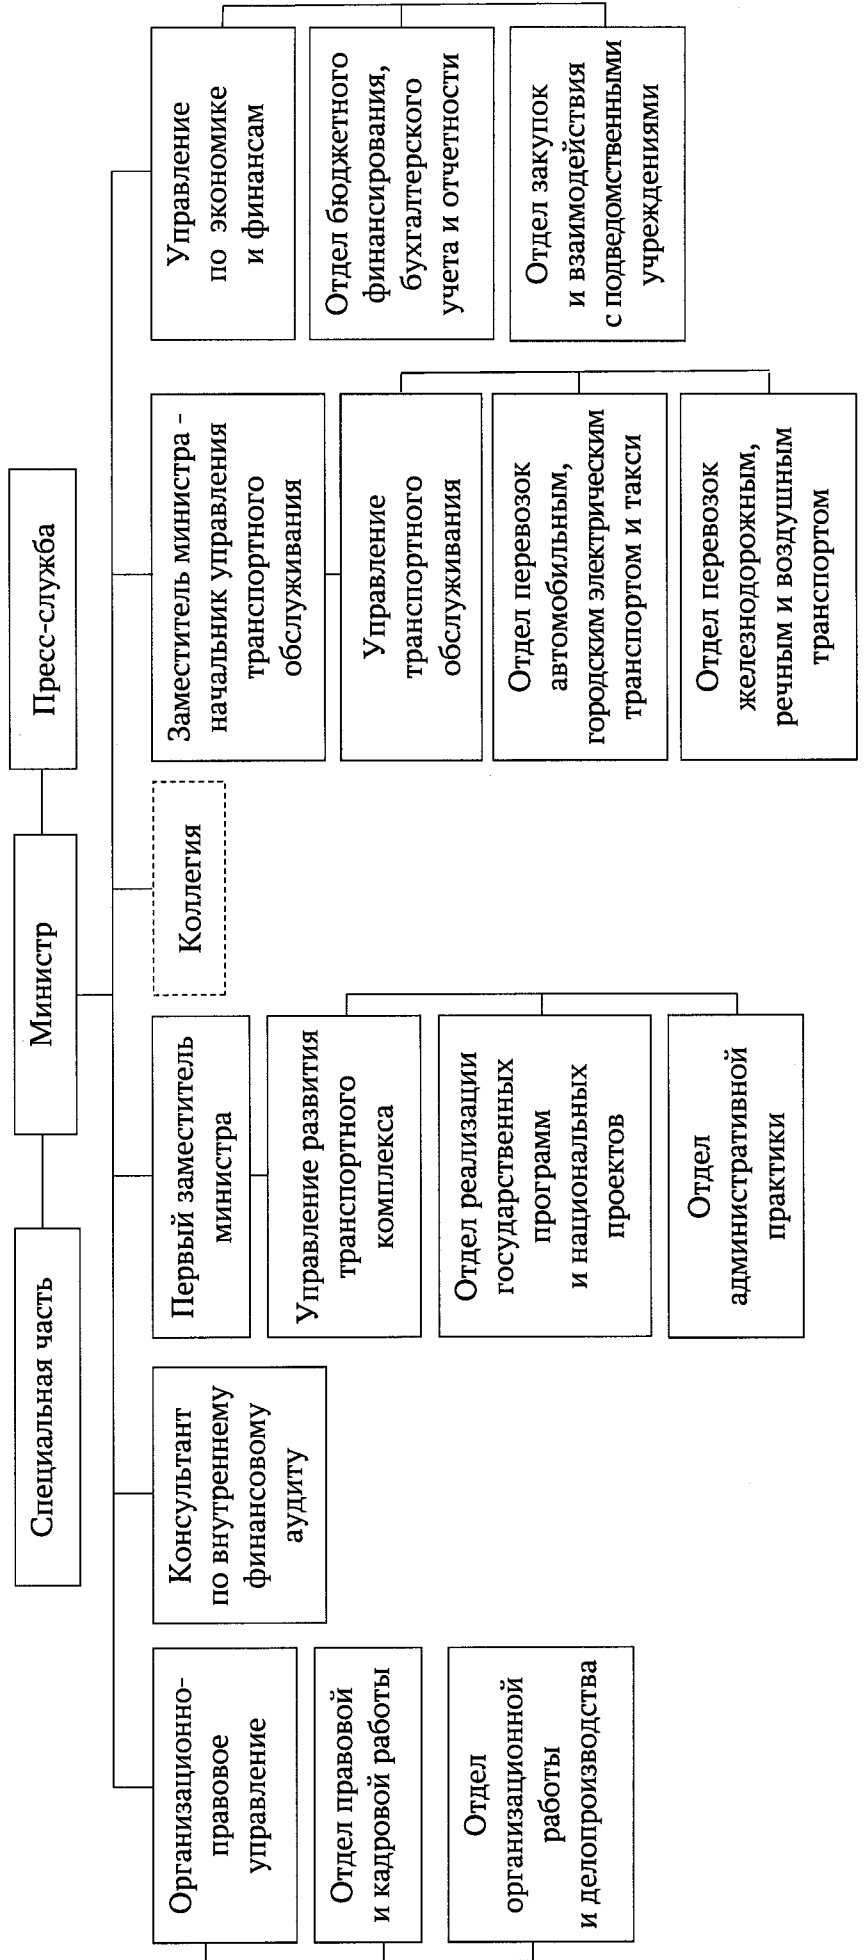 Специальная часть
Министр
Пресс-служба
Организационно-
правовое
управление
Отдел правовой
и кадровой работы
Отдел
организационной
работы
и делопроизводства
Консультант
по внутреннему
финансовому
аудиту
Первый заместитель
министра
Управление развития
транспортного
комплекса
Отдел реализации
государственных
программ
и национальных
проектов
Отдел
административной
практики
Коллегия
Заместитель министра -
начальник управления
транспортного
обслуживания
Управление
транспортного
обслуживания
Отдел перевозок
автомобильным,
городским электрическим
транспортом и такси
Отдел перевозок
железнодорожным,
речным и воздушным
транспортом
Управление
по экономике
и финансам
Отдел бюджетного
финансирования,
бухгалтерского
учета и отчетности
Отдел закупок
и взаимодействия
с подведомственными
учреждениями